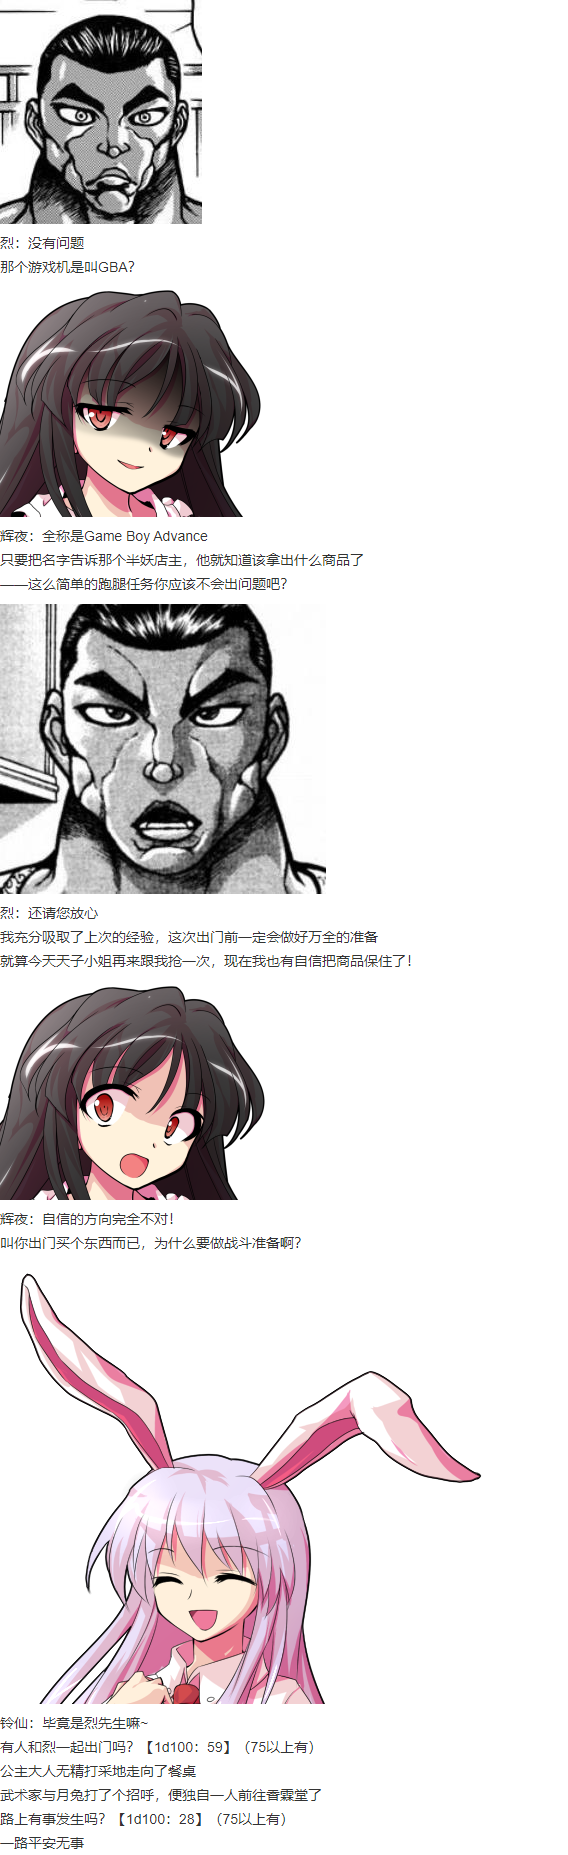 烈：没有问题
那个游戏机是叫GBA？
辉夜：全称是Game Boy Advance
只要把名字告诉那个半妖店主，他就知道该拿出什么商品了
——这么简单的跑腿任务你应该不会出问题吧？
烈：还请您放心
我充分吸取了上次的经验，这次出门前一定会做好万全的准备
就算今天天子小姐再来跟我抢一次，现在我也有自信把商品保住了！
辉夜：自信的方向完全不对！
叫你出门买个东西而已，为什么要做战斗准备啊？
铃仙：毕竟是烈先生嘛~
有人和烈一起出门吗？【1d100：59】（75以上有）
公主大人无精打采地走向了餐桌
武术家与月兔打了个招呼，便独自一人前往香霖堂了
路上有事发生吗？【1d100：28】（75以上有）
一路平安无事